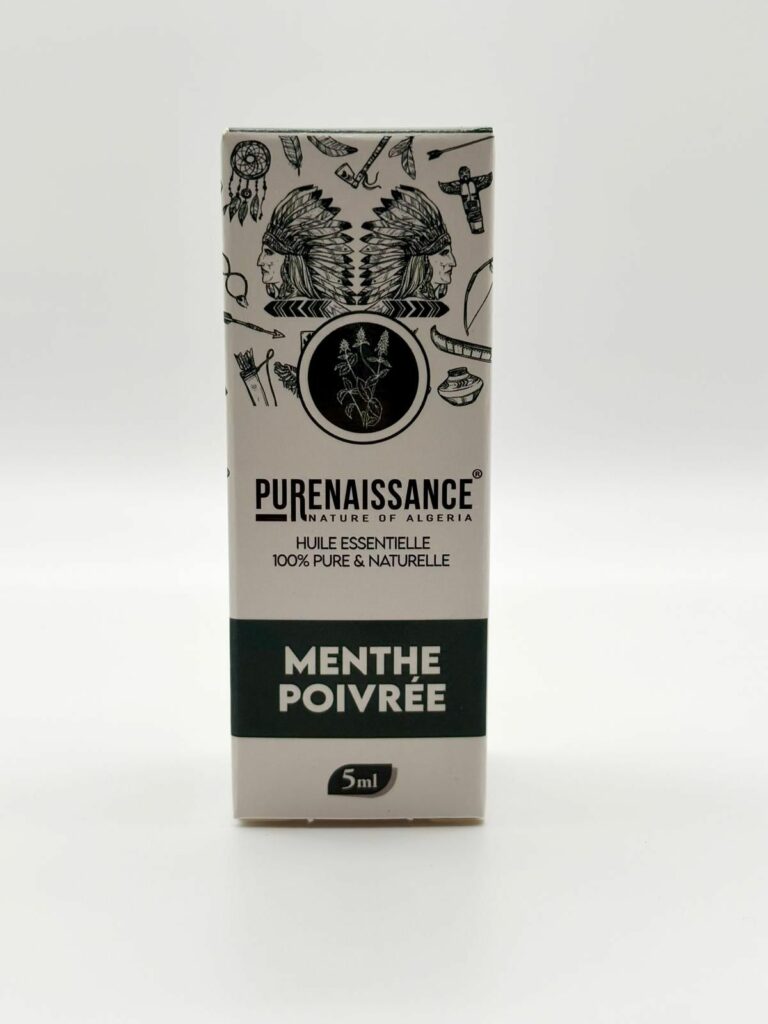 PURENAISSANCE®
NATURE OF ALGERIA
HUILE ESSENTIELLE
100% PURE & NATURELLE
MENTHE
POIVRÉE
5ml